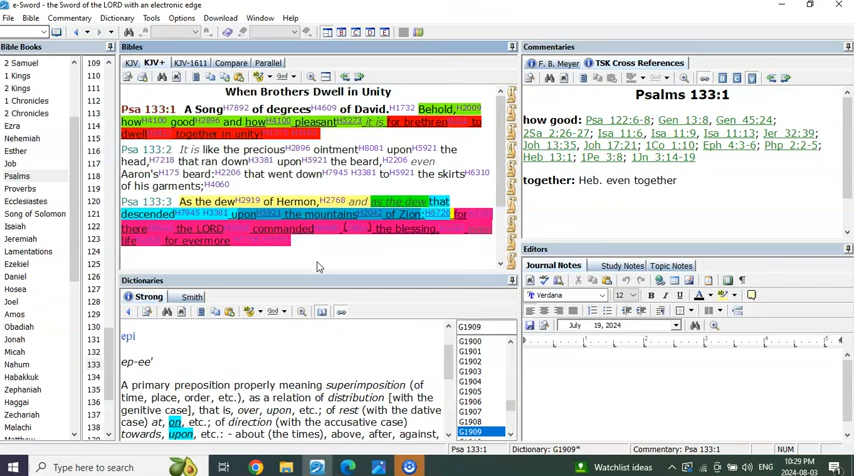 e-Sword - the Sword of the LORD with an electronic edge
File Bible Commentary Dictionary Tools Options Download Window Help
B C D E
Bible Books
2 Samuel 109
1 Kings 110
2 Kings 111
1 Chronicles 112
2 Chronicles 113
Ezra 114
Nehemiah 115
Esther 116
Job 117
Psalms 118
Proverbs 119
Ecclesiastes 120
Song of Solomon 121
Isaiah 122
Jeremiah 123
Lamentations 124
Ezekiel 125
Daniel 126
Hosea 127
Joel 128
Amos 129
Obadiah 130
Jonah 131
Micah 132
Nahum 133
Habakkuk 134
Zephaniah 135
Haggai 136
Zechariah 137
Malachi 138
Bibles
KJV KJV+ KJV-1611 Compare Parallel
When Brothers Dwell in Unity
Psa 133:1 A Song H7892 of degrees H4609 of David. H1732 Behold, H2009
how H4100 good H2896 and how H4100 pleasant H5273 it is for brethren to
dwell together in unity!
Psa 133:2 It is like the precious H2896 ointment H8081 upon H5921 the
head, H7218 that ran down H3381 upon H5921 the beard, H2206 even
Aaron's H175 beard: H2206 that went down H7945 H3381 to H5921 the skirts H6310
of his garments; H4060
Psa 133:3 As the dew H2919 of Hermon, H2768 and as the dew that
descended H7945 H3381 upon H5921 the mountains H2042 of Zion: H6726 for
there the LORD commanded the blessing,
life for evermore.
Dictionaries
Strong Smith
G1909
epi
ep-ee'
A primary preposition properly meaning superimposition (of
time, place, order, etc.), as a relation of distribution [with the
genitive case], that is, over, upon, etc.; of rest (with the dative
case) at, on, etc.; of direction (with the accusative case)
towards, upon, etc.: - about (the times), above, after, against,
G1900
G1901
G1902
G1903
G1904
G1905
G1906
G1907
G1908
G1909
Commentaries
F. B. Meyer TSK Cross References
Psalms 133:1
how good: Psa 122:6-8; Gen 13:8; Gen 45:24;
2Sa 2:26-27; Isa 11:6; Isa 11:9; Isa 11:13; Jer 32:39;
Joh 13:35; Joh 17:21; 1Co 1:10; Eph 4:3-6; Php 2:2-5;
Heb 13:1; 1Pe 3:8; 1Jn 3:14-19
together: Heb. even together
Editors
Journal Notes Study Notes Topic Notes
Verdana 12 B I U A
July 19, 2024
1 2 3 4 5
Psa 133:1 Dictionary: G1909* Commentary: Psa 133:1 NUM
Type here to search
Watchlist ideas
ENG
10:29 PM
2024-08-03